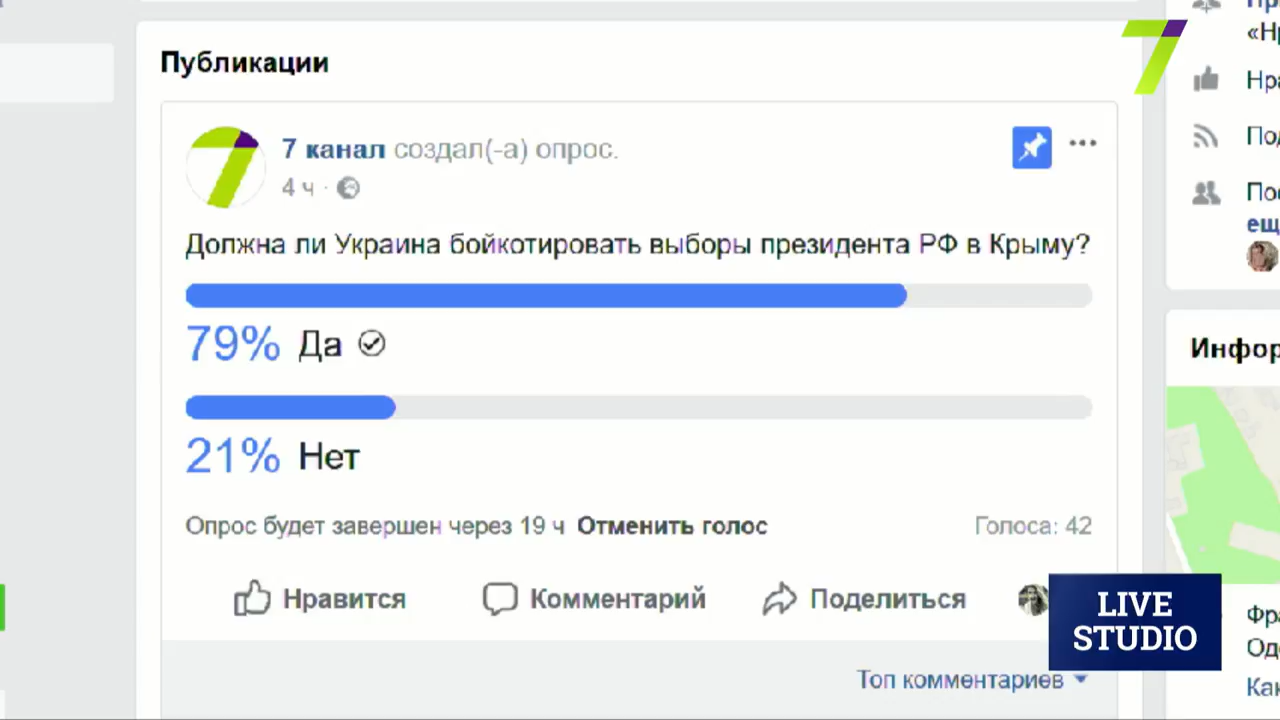 Публикации
7 канал создал(-а) опрос.
4 ч ·
Должна ли Украина бойкотировать выборы президента РФ в Крыму?
79% Да
21% Нет
Опрос будет завершен через 19 ч Отменить голос
Голоса: 42
Нравится
Комментарий
Поделиться
Топ комментариев
7
LIVE
STUDIO